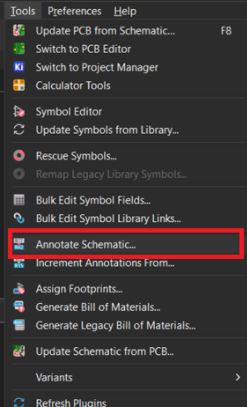 Tools Preferences Help
Update PCB from Schematic... F8
Switch to PCB Editor
Ki Switch to Project Manager
Calculator Tools
Symbol Editor
Update Symbols from Library...
Rescue Symbols...
Remap Legacy Library Symbols...
Bulk Edit Symbol Fields...
Bulk Edit Symbol Library Links...
Annotate Schematic...
Increment Annotations From...
Assign Footprints...
Generate Bill of Materials...
Generate Legacy Bill of Materials...
Update Schematic from PCB...
Variants
Refresh Plugins